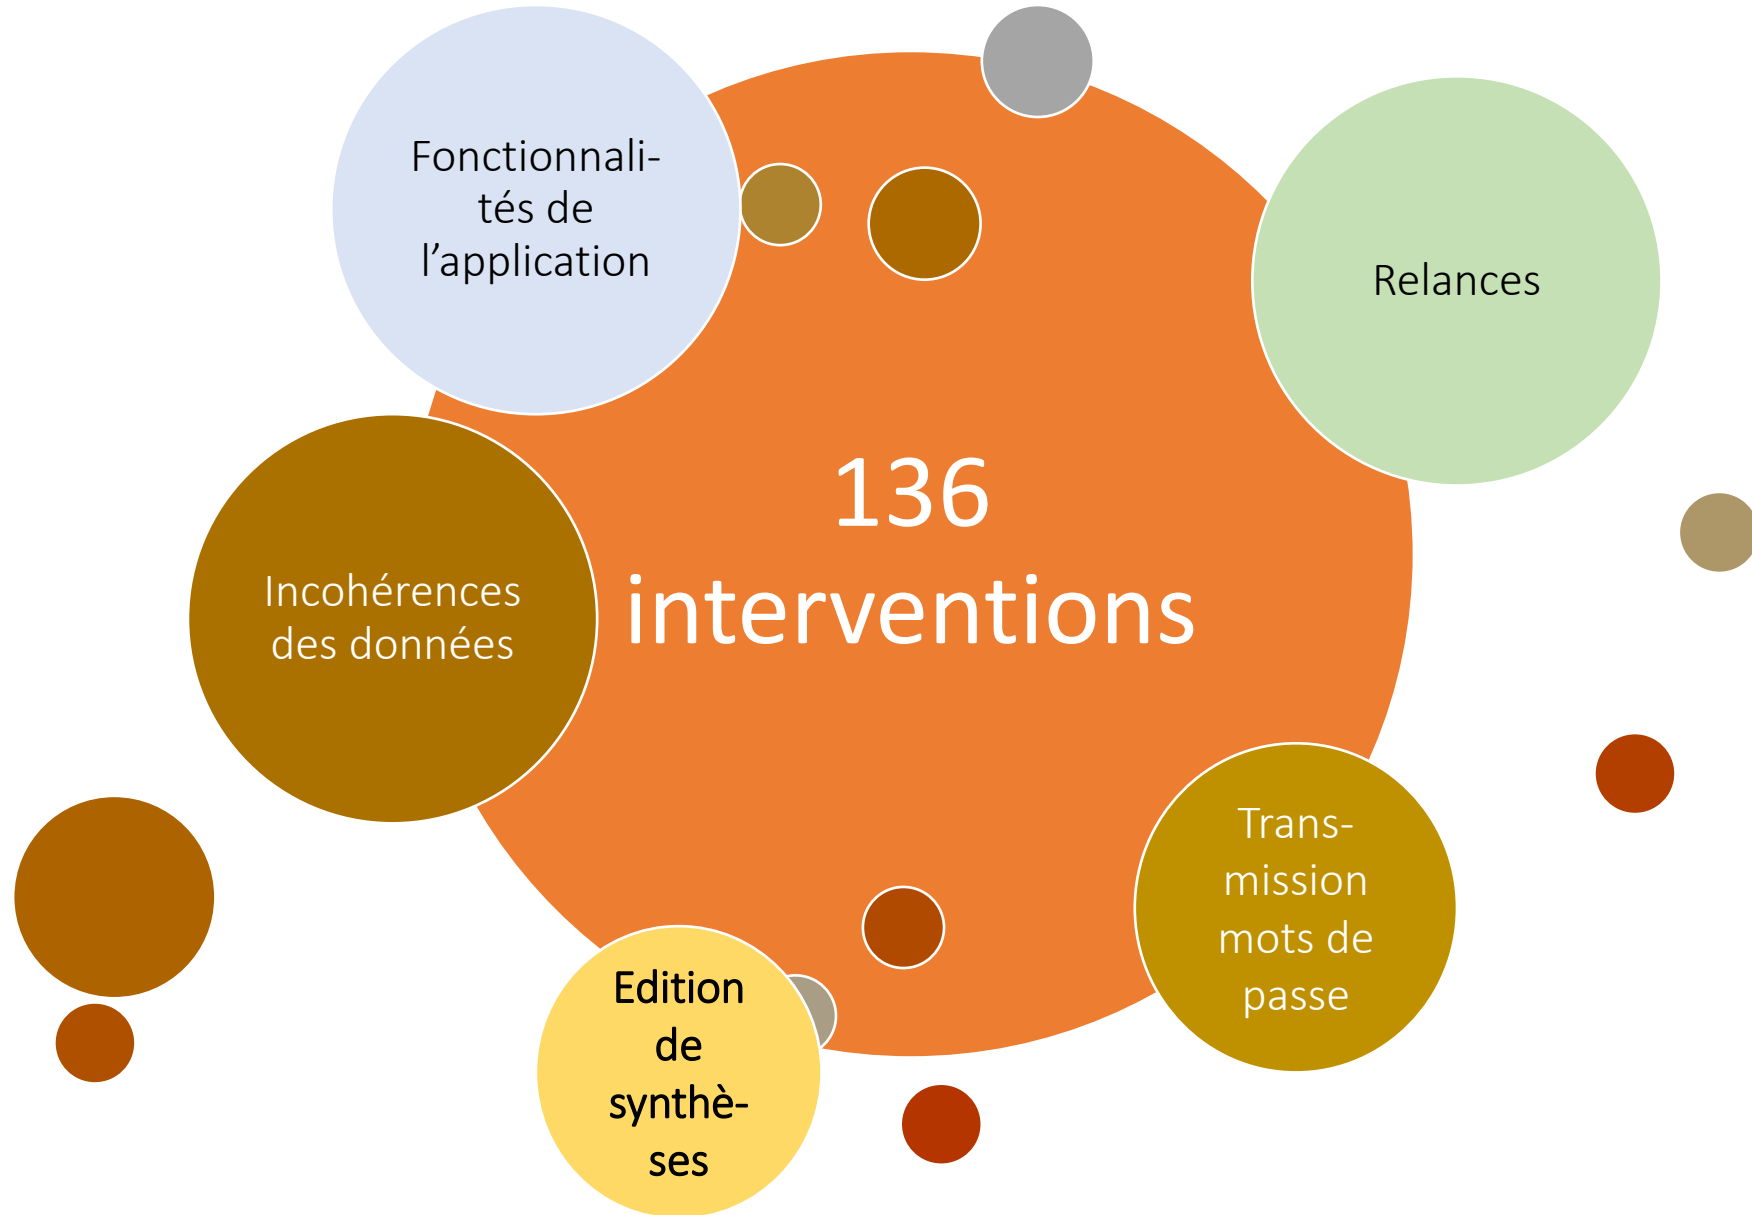 Fonctionnali-
tés de
l’application
Relances
136
interventions
Incohérences
des données
Trans-
mission
mots de
passe
Edition
de
synthè-
ses